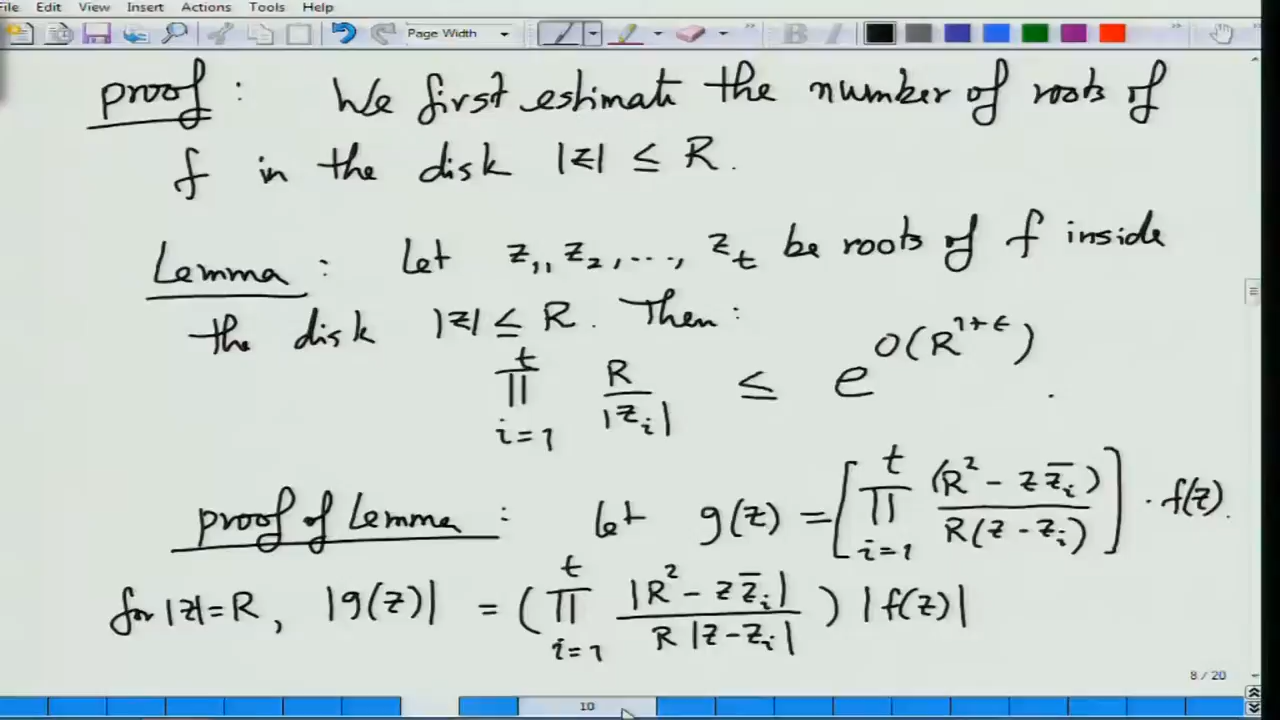 File Edit View Insert Actions Tools Help
Page Width
proof : We first estimate the number of roots of
f in the disk |z| ≤ R.
Lemma : Let z₁, z₂, ..., z_t be roots of f inside
the disk |z| ≤ R. Then:
∏_{i=1}^{t} R/|z_i| ≤ e^{O(R^{1+ϵ})}.
proof of Lemma : Let g(z) = [∏_{i=1}^{t} (R² - z z̄_i)/R(z - z_i)] · f(z).
for |z|=R, |g(z)| = (∏_{i=1}^{t} |R² - z z̄_i|/R|z - z_i|) |f(z)|
8 / 20
10